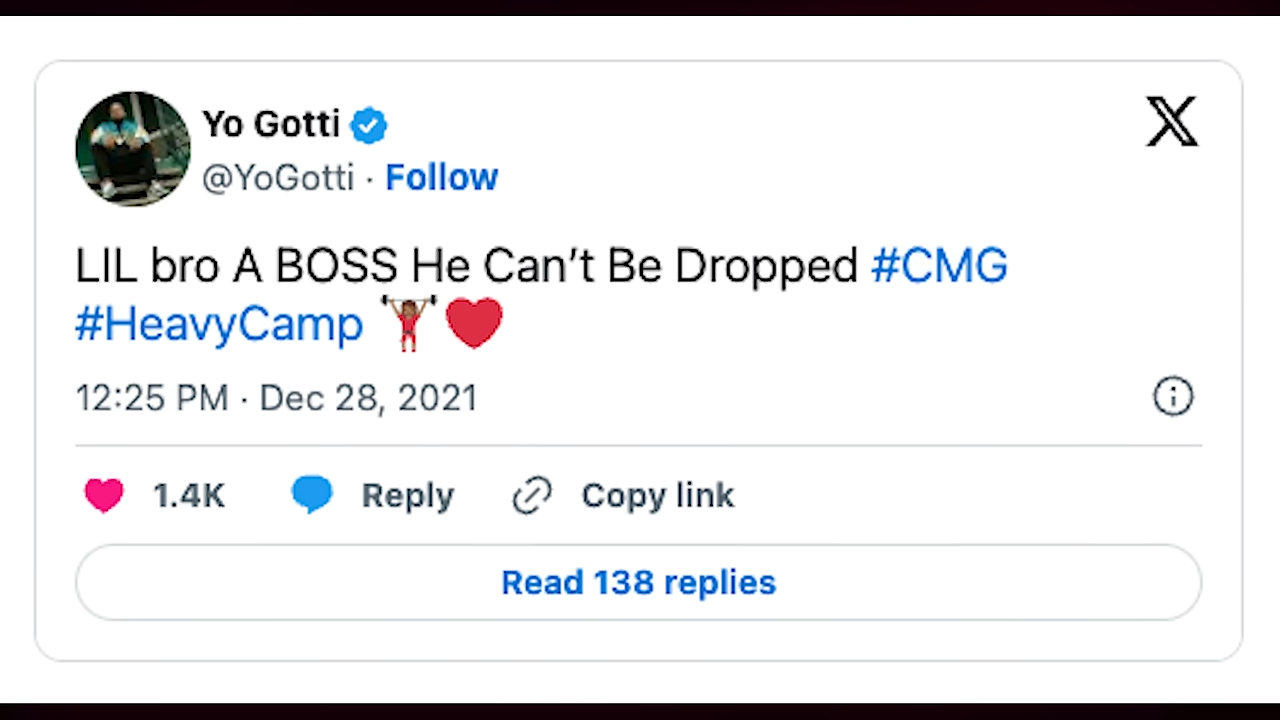 Yo Gotti
@YoGotti · Follow
LIL bro A BOSS He Can’t Be Dropped #CMG
#HeavyCamp 🏋🏾❤️
12:25 PM · Dec 28, 2021
1.4K Reply Copy link
Read 138 replies